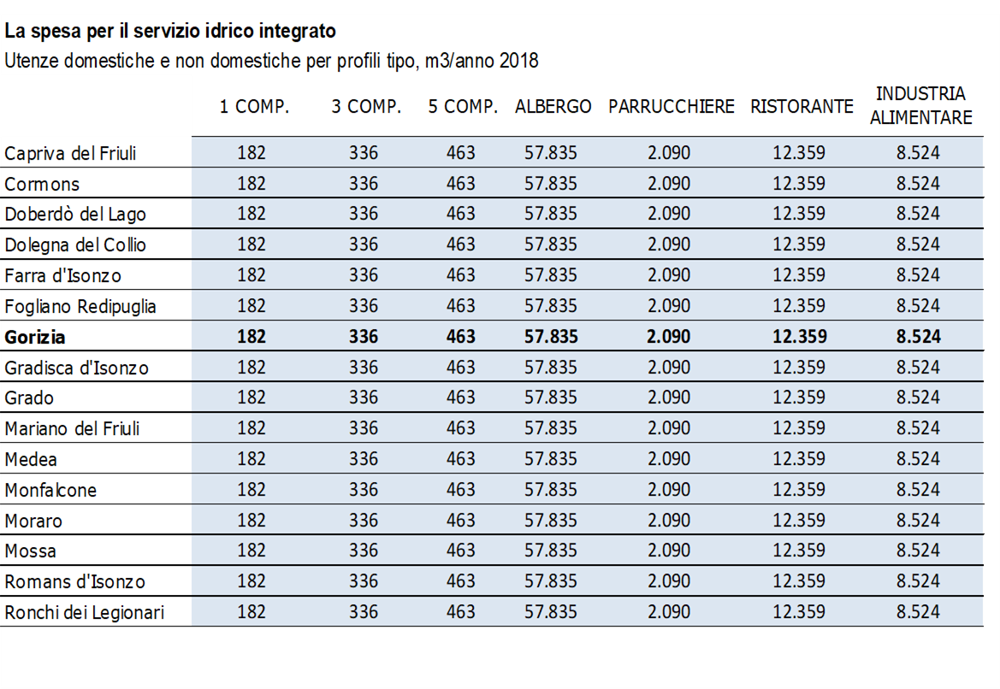 La spesa per il servizio idrico integrato
Utenze domestiche e non domestiche per profili tipo, m3/anno 2018
1 COMP. 3 COMP. 5 COMP. ALBERGO PARRUCCHIERE RISTORANTE INDUSTRIA ALIMENTARE
Capriva del Friuli 182 336 463 57.835 2.090 12.359 8.524
Cormons 182 336 463 57.835 2.090 12.359 8.524
Doberdò del Lago 182 336 463 57.835 2.090 12.359 8.524
Dolegna del Collio 182 336 463 57.835 2.090 12.359 8.524
Farra d'Isonzo 182 336 463 57.835 2.090 12.359 8.524
Fogliano Redipuglia 182 336 463 57.835 2.090 12.359 8.524
Gorizia 182 336 463 57.835 2.090 12.359 8.524
Gradisca d'Isonzo 182 336 463 57.835 2.090 12.359 8.524
Grado 182 336 463 57.835 2.090 12.359 8.524
Mariano del Friuli 182 336 463 57.835 2.090 12.359 8.524
Medea 182 336 463 57.835 2.090 12.359 8.524
Monfalcone 182 336 463 57.835 2.090 12.359 8.524
Moraro 182 336 463 57.835 2.090 12.359 8.524
Mossa 182 336 463 57.835 2.090 12.359 8.524
Romans d'Isonzo 182 336 463 57.835 2.090 12.359 8.524
Ronchi dei Legionari 182 336 463 57.835 2.090 12.359 8.524